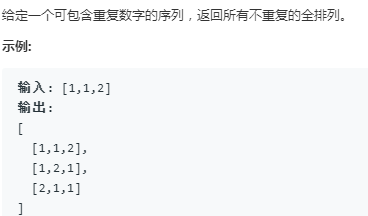 给定一个可包含重复数字的序列，返回所有不重复的全排列。
示例:
输入: [1,1,2]
输出:
[
  [1,1,2],
  [1,2,1],
  [2,1,1]
]